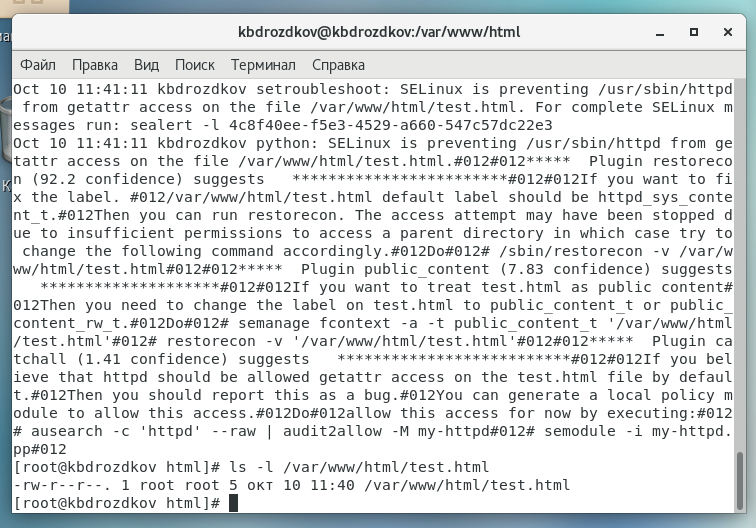 kbdrozdkov@kbdrozdkov:/var/www/html
Файл Правка Вид Поиск Терминал Справка
Oct 10 11:41:11 kbdrozdkov setroubleshoot: SELinux is preventing /usr/sbin/httpd
 from getattr access on the file /var/www/html/test.html. For complete SELinux m
essages run: sealert -l 4c8f40ee-f5e3-4529-a660-547c57dc22e3
Oct 10 11:41:11 kbdrozdkov python: SELinux is preventing /usr/sbin/httpd from ge
tattr access on the file /var/www/html/test.html.#012#012*****  Plugin restoreco
n (92.2 confidence) suggests   ************************#012#012If you want to fi
x the label. #012/var/www/html/test.html default label should be httpd_sys_conte
nt_t.#012Then you can run restorecon. The access attempt may have been stopped d
ue to insufficient permissions to access a parent directory in which case try to
 change the following command accordingly.#012Do#012# /sbin/restorecon -v /var/w
ww/html/test.html#012#012*****  Plugin public_content (7.83 confidence) suggests
   ********************#012#012If you want to treat test.html as public content#
012Then you need to change the label on test.html to public_content_t or public_
content_rw_t.#012Do#012# semanage fcontext -a -t public_content_t '/var/www/html
/test.html'#012# restorecon -v '/var/www/html/test.html'#012#012*****  Plugin ca
tchall (1.41 confidence) suggests   **************************#012#012If you bel
ieve that httpd should be allowed getattr access on the test.html file by defaul
t.#012Then you should report this as a bug.#012You can generate a local policy m
odule to allow this access.#012Do#012allow this access for now by executing:#012
# ausearch -c 'httpd' --raw | audit2allow -M my-httpd#012# semodule -i my-httpd.
pp#012
[root@kbdrozdkov html]# ls -l /var/www/html/test.html
-rw-r--r--. 1 root root 5 окт 10 11:40 /var/www/html/test.html
[root@kbdrozdkov html]#